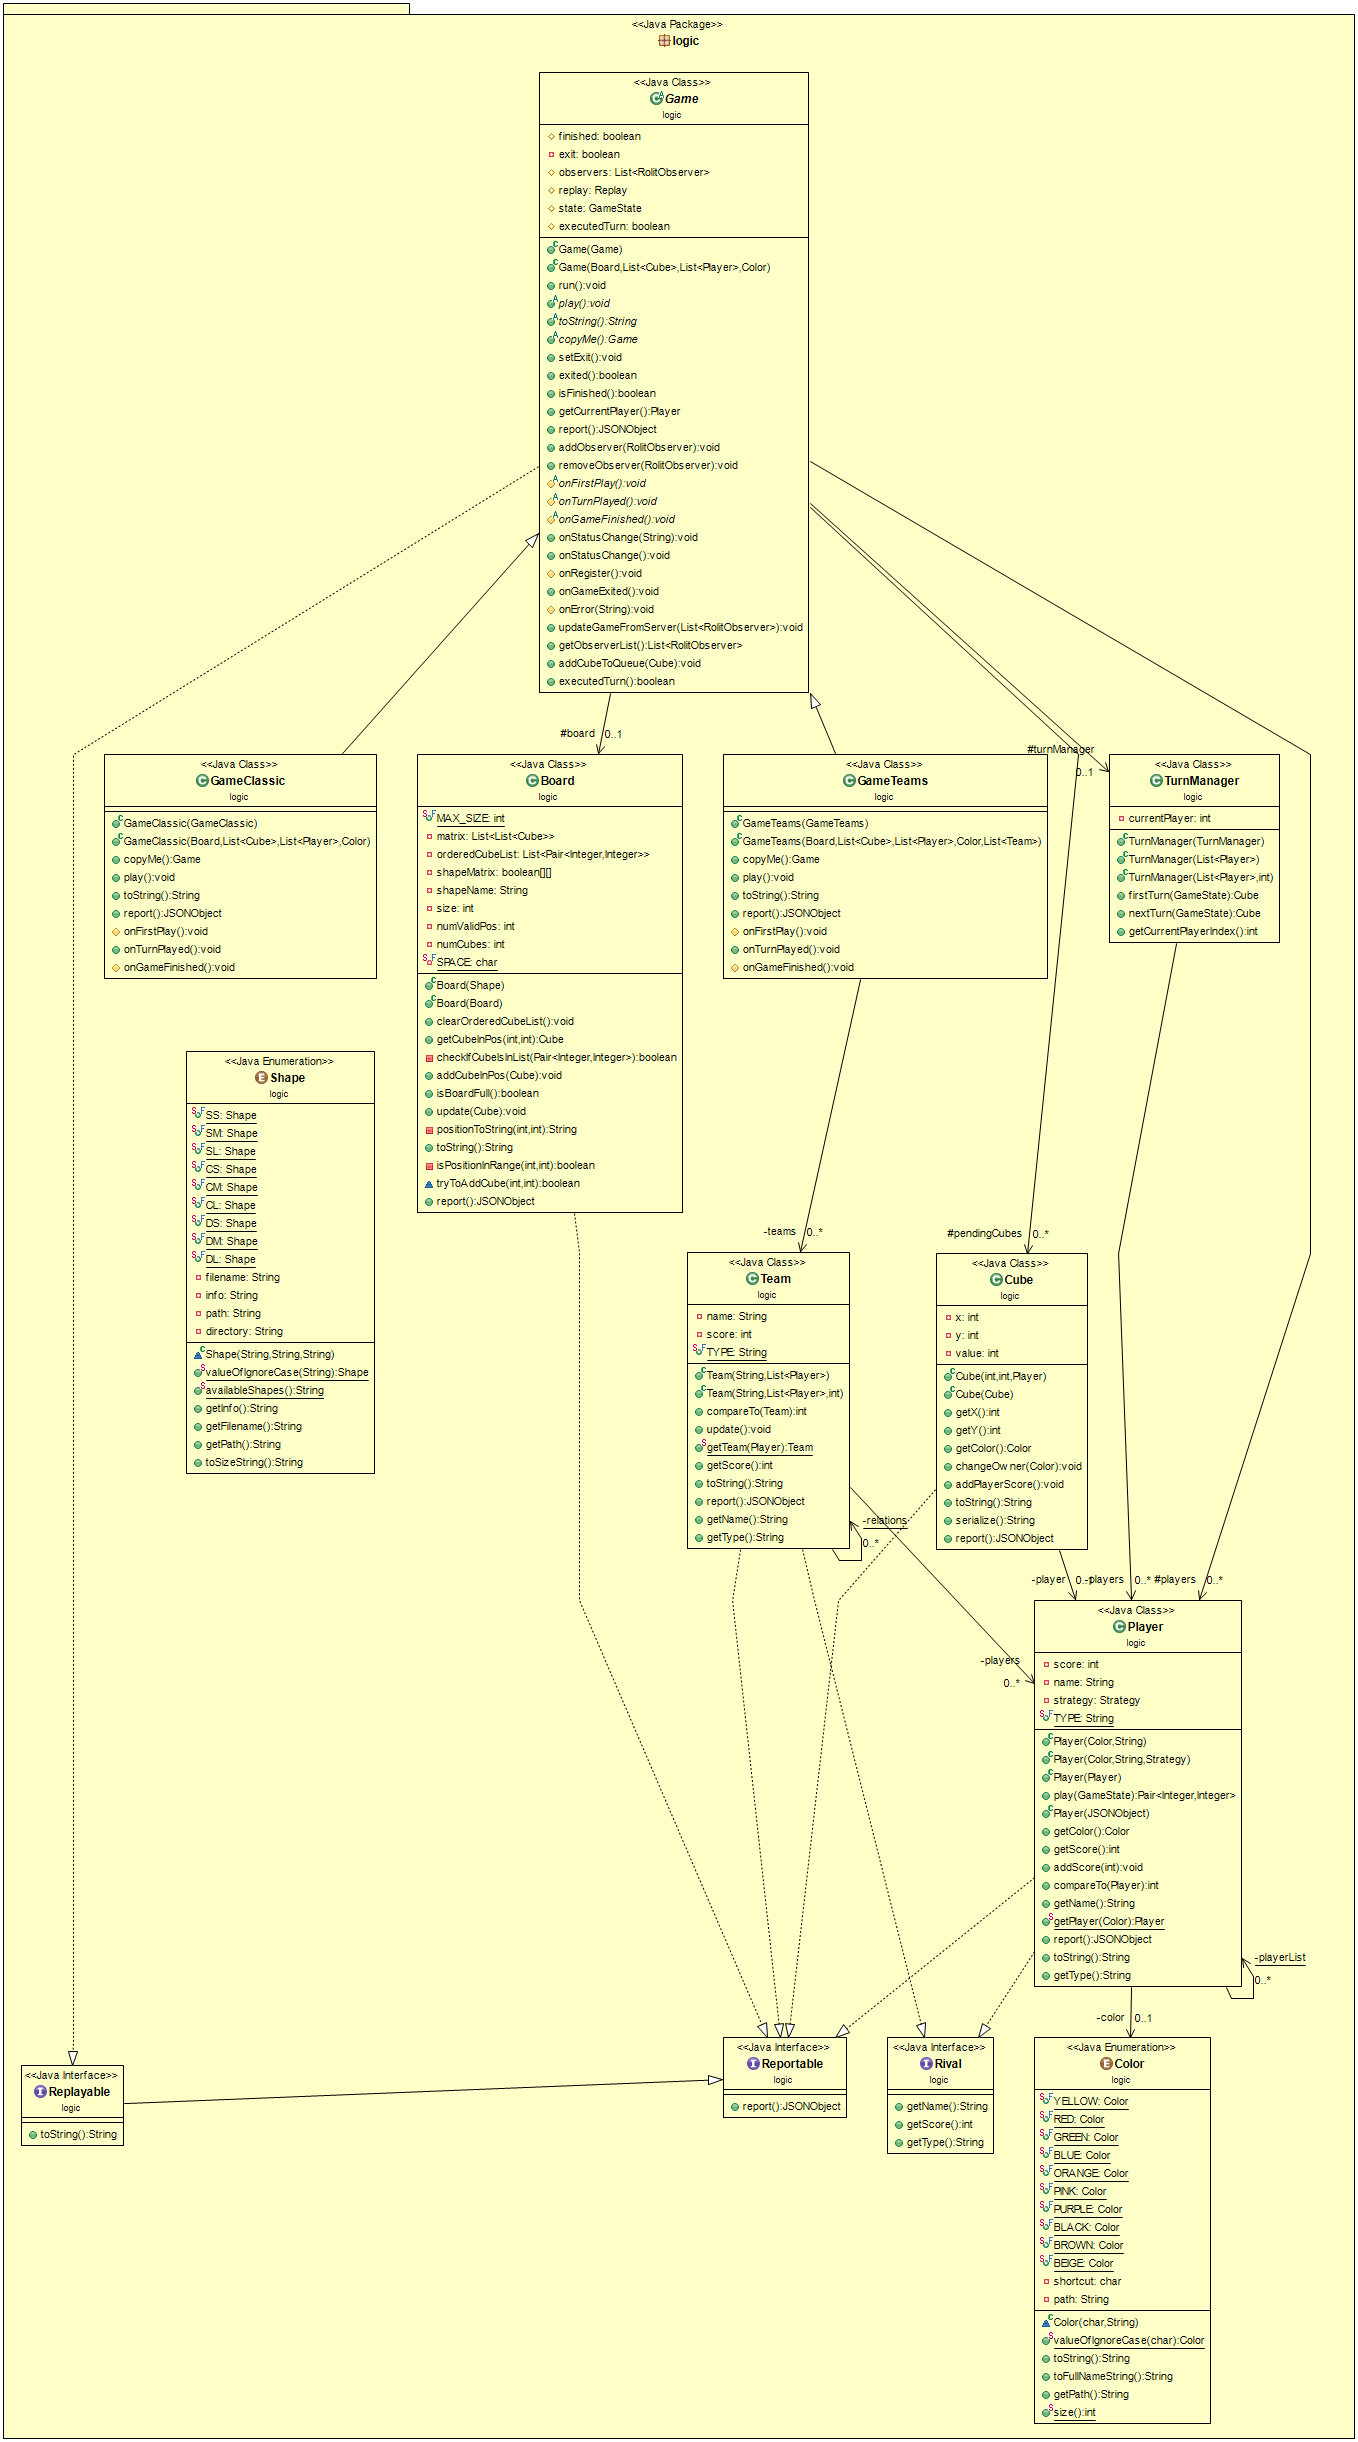 <<Java Package>>
logic
<<Java Class>>
Game
logic
finished: boolean
exit: boolean
observers: List<RolitObserver>
replay: Replay
state: GameState
executedTurn: boolean
Game(Game)
Game(Board,List<Cube>,List<Player>,Color)
run():void
play():void
toString():String
copyMe():Game
setExit():void
exited():boolean
isFinished():boolean
getCurrentPlayer():Player
report():JSONObject
addObserver(RolitObserver):void
removeObserver(RolitObserver):void
onFirstPlay():void
onTurnPlayed():void
onGameFinished():void
onStatusChange(String):void
onStatusChange():void
onRegister():void
onGameExited():void
onError(String):void
updateGameFromServer(List<RolitObserver>):void
getObserverList():List<RolitObserver>
addCubeToQueue(Cube):void
executedTurn():boolean
#board 0..1
#turnManager
0..1
<<Java Class>>
GameClassic
logic
GameClassic(GameClassic)
GameClassic(Board,List<Cube>,List<Player>,Color)
copyMe():Game
play():void
toString():String
report():JSONObject
onFirstPlay():void
onTurnPlayed():void
onGameFinished():void
<<Java Class>>
Board
logic
MAX_SIZE: int
matrix: List<List<Cube>>
orderedCubeList: List<Pair<Integer,Integer>>
shapeMatrix: boolean[][]
shapeName: String
size: int
numValidPos: int
numCubes: int
SPACE: char
Board(Shape)
Board(Board)
clearOrderedCubeList():void
getCubeInPos(int,int):Cube
checkIfCubeIsInList(Pair<Integer,Integer>):boolean
addCubeInPos(Cube):void
isBoardFull():boolean
update(Cube):void
positionToString(int,int):String
toString():String
isPositionInRange(int,int):boolean
tryToAddCube(int,int):boolean
report():JSONObject
<<Java Class>>
GameTeams
logic
GameTeams(GameTeams)
GameTeams(Board,List<Cube>,List<Player>,Color,List<Team>)
copyMe():Game
play():void
toString():String
report():JSONObject
onFirstPlay():void
onTurnPlayed():void
onGameFinished():void
<<Java Class>>
TurnManager
logic
currentPlayer: int
TurnManager(TurnManager)
TurnManager(List<Player>)
TurnManager(List<Player>,int)
firstTurn(GameState):Cube
nextTurn(GameState):Cube
getCurrentPlayerIndex():int
<<Java Enumeration>>
Shape
logic
SS: Shape
SM: Shape
SL: Shape
CS: Shape
CM: Shape
CL: Shape
DS: Shape
DM: Shape
DL: Shape
filename: String
info: String
path: String
directory: String
Shape(String,String,String)
valueOfIgnoreCase(String):Shape
availableShapes():String
getInfo():String
getFilename():String
getPath():String
toSizeString():String
-teams 0..*
#pendingCubes 0..*
<<Java Class>>
Team
logic
name: String
score: int
TYPE: String
Team(String,List<Player>)
Team(String,List<Player>,int)
compareTo(Team):int
update():void
getTeam(Player):Team
getScore():int
toString():String
report():JSONObject
getName():String
getType():String
-relations
0..*
<<Java Class>>
Cube
logic
x: int
y: int
value: int
Cube(int,int,Player)
Cube(Cube)
getX():int
getY():int
getColor():Color
changeOwner(Color):void
addPlayerScore():void
toString():String
serialize():String
report():JSONObject
-player 0..1
-players 0..*
#players 0..*
-players
0..*
<<Java Class>>
Player
logic
score: int
name: String
strategy: Strategy
TYPE: String
Player(Color,String)
Player(Color,String,Strategy)
Player(Player)
play(GameState):Pair<Integer,Integer>
Player(JSONObject)
getColor():Color
getScore():int
addScore(int):void
compareTo(Player):int
getName():String
getPlayer(Color):Player
report():JSONObject
toString():String
getType():String
-playerList
0..*
-color 0..1
<<Java Interface>>
Replayable
logic
toString():String
<<Java Interface>>
Reportable
logic
report():JSONObject
<<Java Interface>>
Rival
logic
getName():String
getScore():int
getType():String
<<Java Enumeration>>
Color
logic
YELLOW: Color
RED: Color
GREEN: Color
BLUE: Color
ORANGE: Color
PINK: Color
PURPLE: Color
BLACK: Color
BROWN: Color
BEIGE: Color
shortcut: char
path: String
Color(char,String)
valueOfIgnoreCase(char):Color
toString():String
toFullNameString():String
getPath():String
size():int